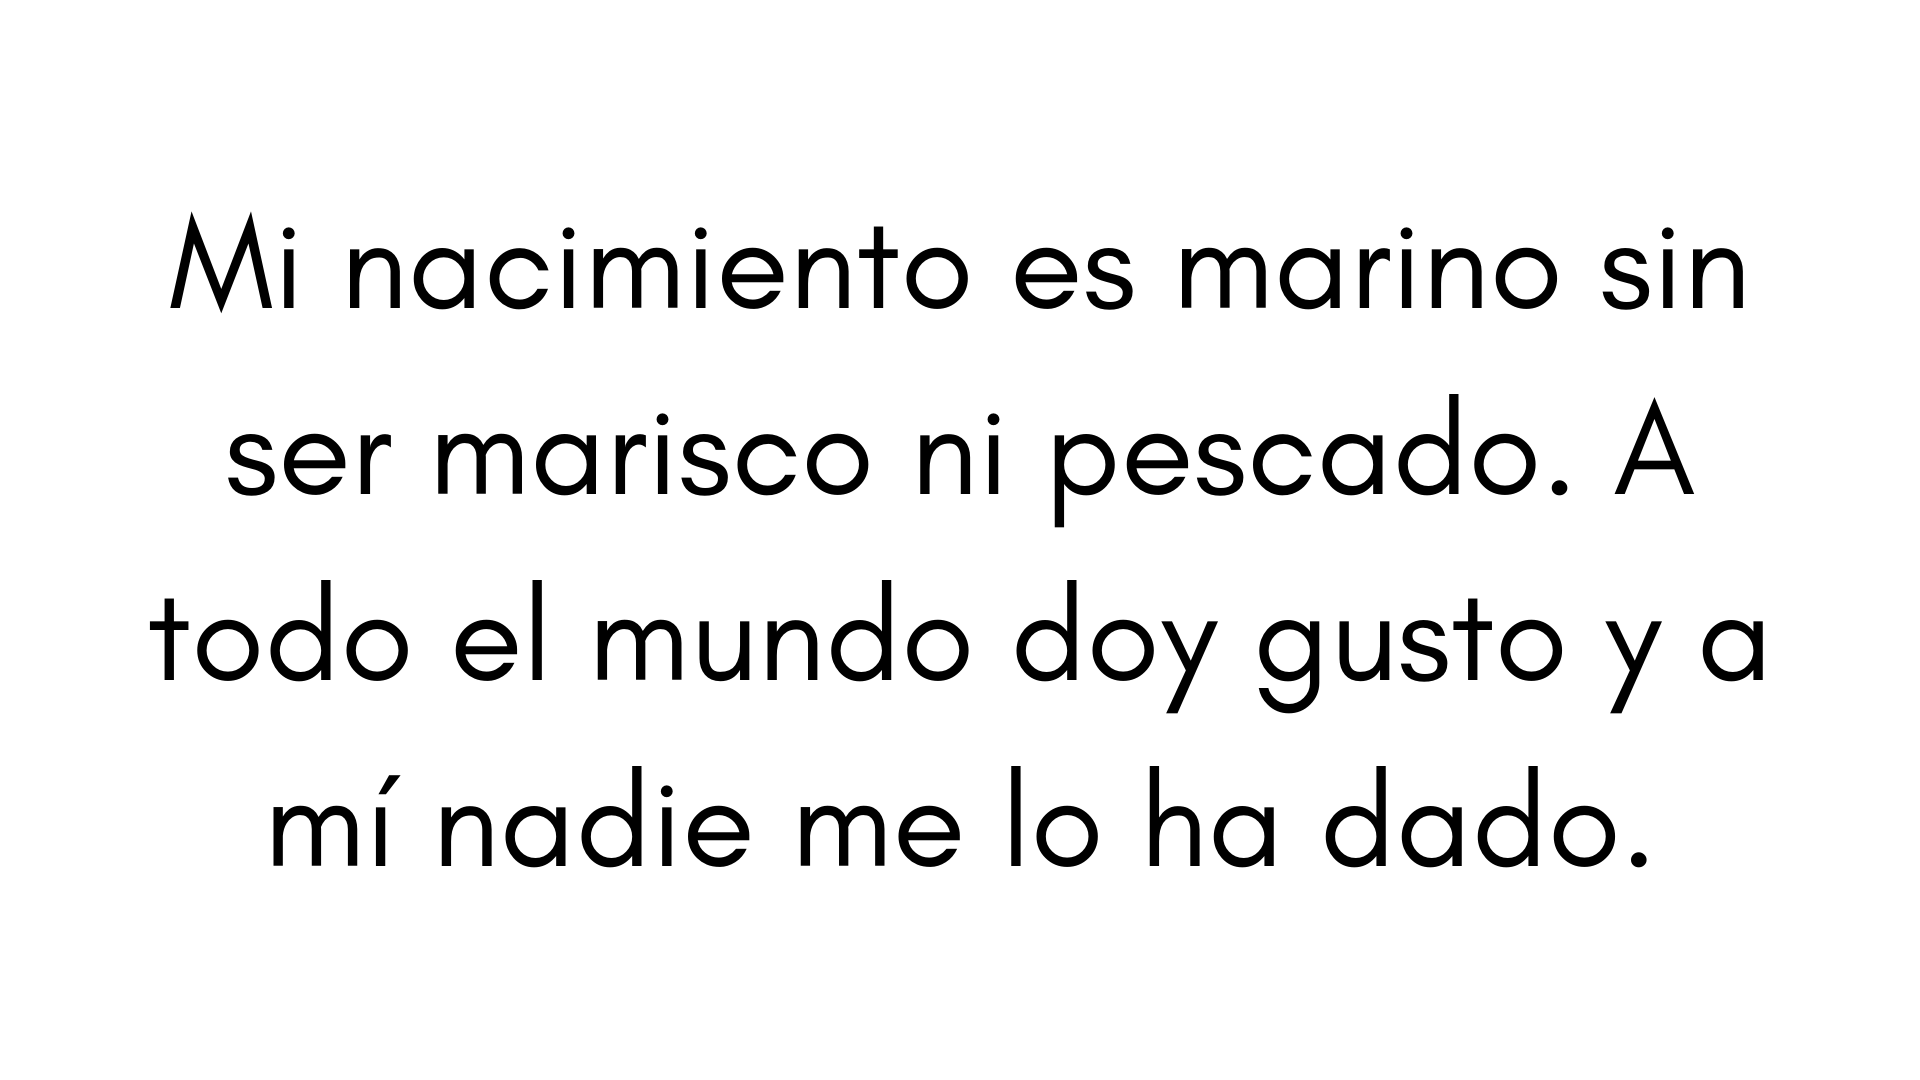 Mi nacimiento es marino sin
ser marisco ni pescado. A
todo el mundo doy gusto y a
mí nadie me lo ha dado.